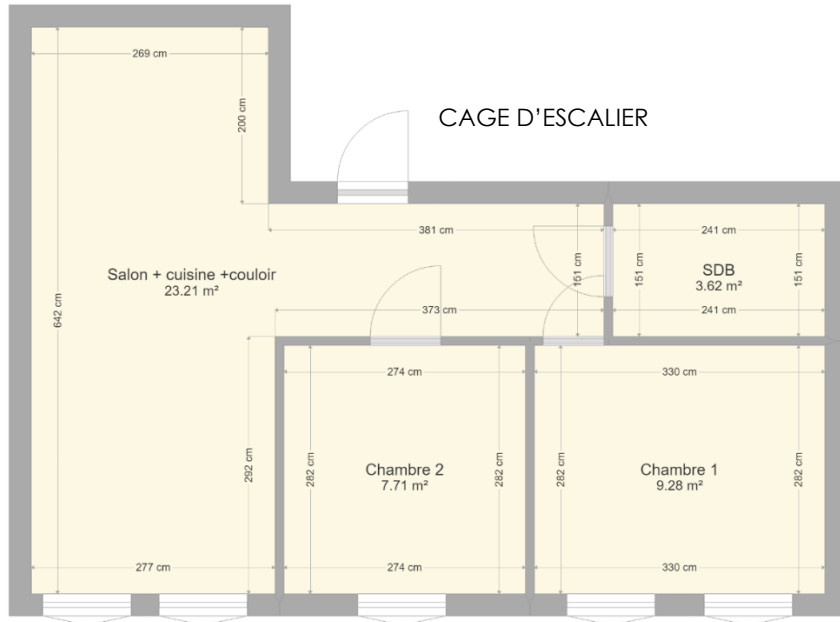 269 cm
200 cm
CAGE D'ESCALIER
381 cm
241 cm
Salon + cuisine +couloir
23.21 m²
151 cm
151 cm
SDB
3.62 m²
151 cm
642 cm
373 cm
241 cm
274 cm
330 cm
292 cm
282 cm
Chambre 2
7.71 m²
282 cm
282 cm
Chambre 1
9.28 m²
282 cm
277 cm
274 cm
330 cm